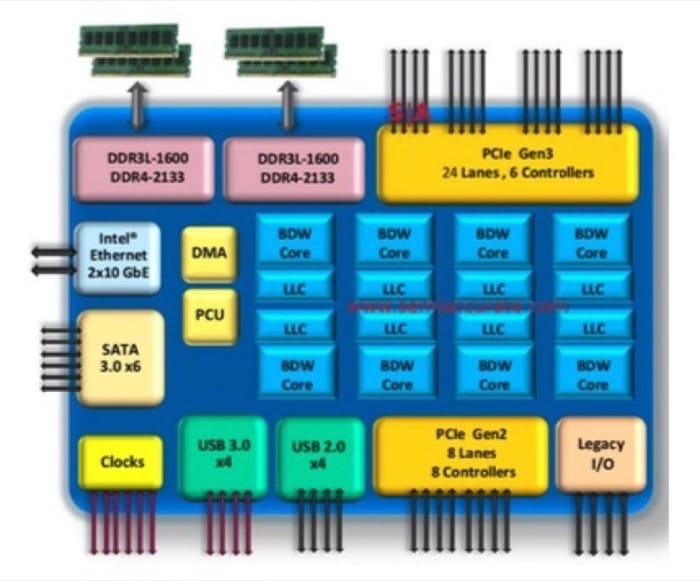 S|A
DDR3L-1600
DDR4-2133
DDR3L-1600
DDR4-2133
PCIe Gen3
24 Lanes , 6 Controllers
Intel®
Ethernet
2x10 GbE
DMA
PCU
BDW
Core
BDW
Core
BDW
Core
BDW
Core
LLC
LLC
LLC
LLC
LLC
LLC
LLC
LLC
BDW
Core
BDW
Core
BDW
Core
BDW
Core
SATA
3.0 x6
Clocks
USB 3.0
x4
USB 2.0
x4
PCIe Gen2
8 Lanes
8 Controllers
Legacy
I/O